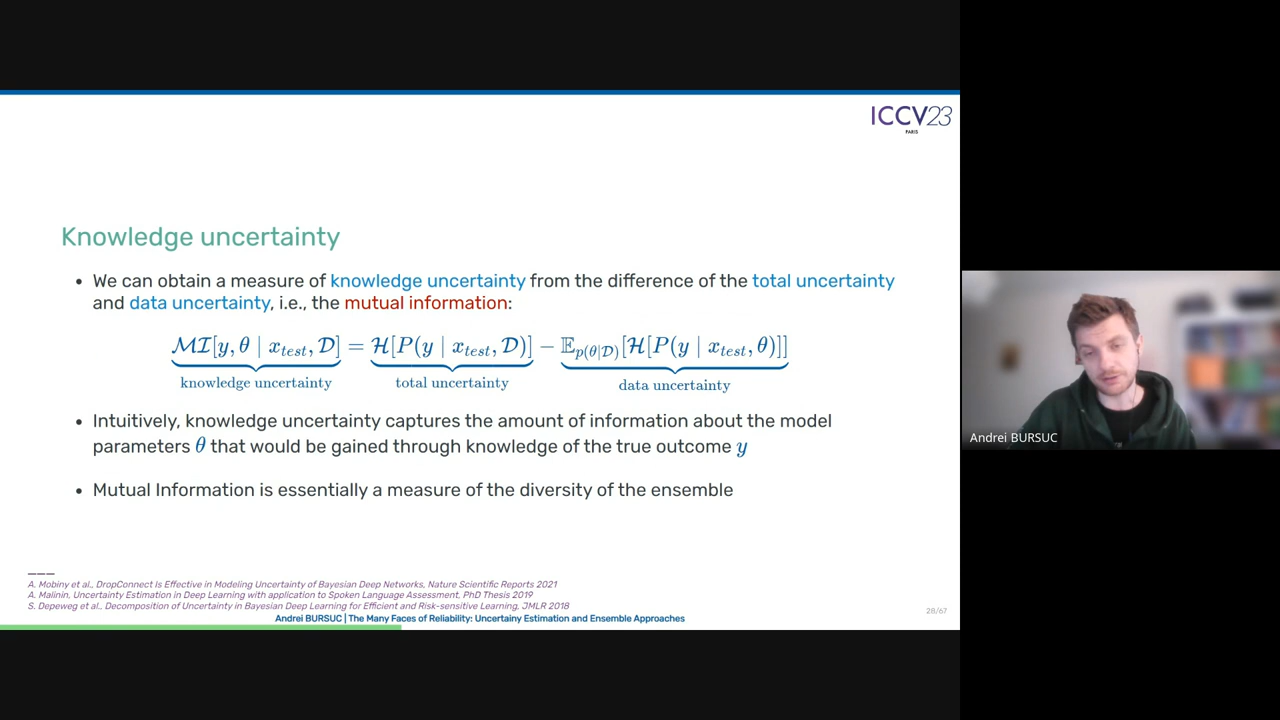 ICCV23
PARIS
Knowledge uncertainty
• We can obtain a measure of knowledge uncertainty from the difference of the total uncertainty
and data uncertainty, i.e., the mutual information:
ℳℐ[y, θ | x_test, 𝒟] = ℋ[P(y | x_test, 𝒟)] − 𝔼_p(θ|𝒟)[ℋ[P(y | x_test, θ)]]
knowledge uncertainty total uncertainty data uncertainty
• Intuitively, knowledge uncertainty captures the amount of information about the model
parameters θ that would be gained through knowledge of the true outcome y
• Mutual Information is essentially a measure of the diversity of the ensemble
A. Mobiny et al., DropConnect Is Effective in Modeling Uncertainty of Bayesian Deep Networks, Nature Scientific Reports 2021
A. Malinin, Uncertainty Estimation in Deep Learning with application to Spoken Language Assessment, PhD Thesis 2019
S. Depeweg et al., Decomposition of Uncertainty in Bayesian Deep Learning for Efficient and Risk-sensitive Learning, JMLR 2018
Andrei BURSUC | The Many Faces of Reliability: Uncertainy Estimation and Ensemble Approaches
28/67
Andrei BURSUC